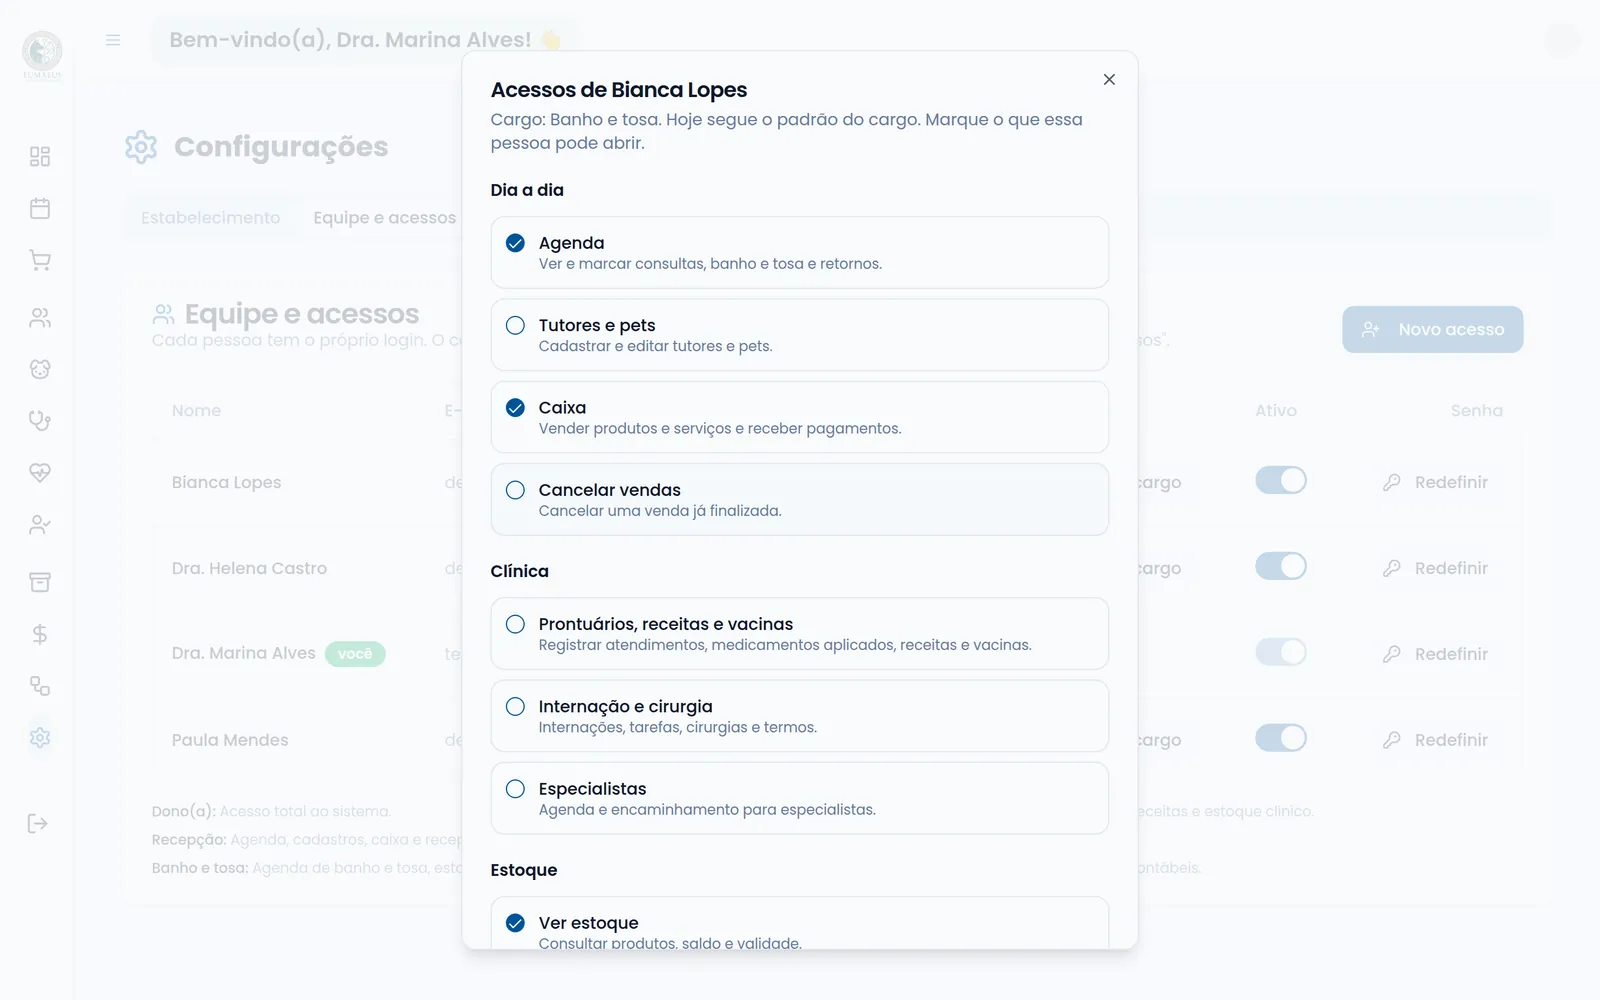 Bem-vindo(a), Dra. Marina Alves! 👋
Configurações
Estabelecimento
Equipe e acessos
Equipe e acessos
Cada pessoa tem o próprio login. O
Novo acesso
Nome
Ativo
Senha
Bianca Lopes
cargo
Redefinir
Dra. Helena Castro
cargo
Redefinir
Dra. Marina Alves
você
Redefinir
Paula Mendes
cargo
Redefinir
Dono(a): Acesso total ao sistema.
eceitas e estoque clínico.
Recepção: Agenda, cadastros, caixa e recep
Banho e tosa: Agenda de banho e tosa, esto
ontábeis.
Acessos de Bianca Lopes
Cargo: Banho e tosa. Hoje segue o padrão do cargo. Marque o que essa
pessoa pode abrir.
Dia a dia
Agenda
Ver e marcar consultas, banho e tosa e retornos.
Tutores e pets
Cadastrar e editar tutores e pets.
Caixa
Vender produtos e serviços e receber pagamentos.
Cancelar vendas
Cancelar uma venda já finalizada.
Clínica
Prontuários, receitas e vacinas
Registrar atendimentos, medicamentos aplicados, receitas e vacinas.
Internação e cirurgia
Internações, tarefas, cirurgias e termos.
Especialistas
Agenda e encaminhamento para especialistas.
Estoque
Ver estoque
Consultar produtos, saldo e validade.